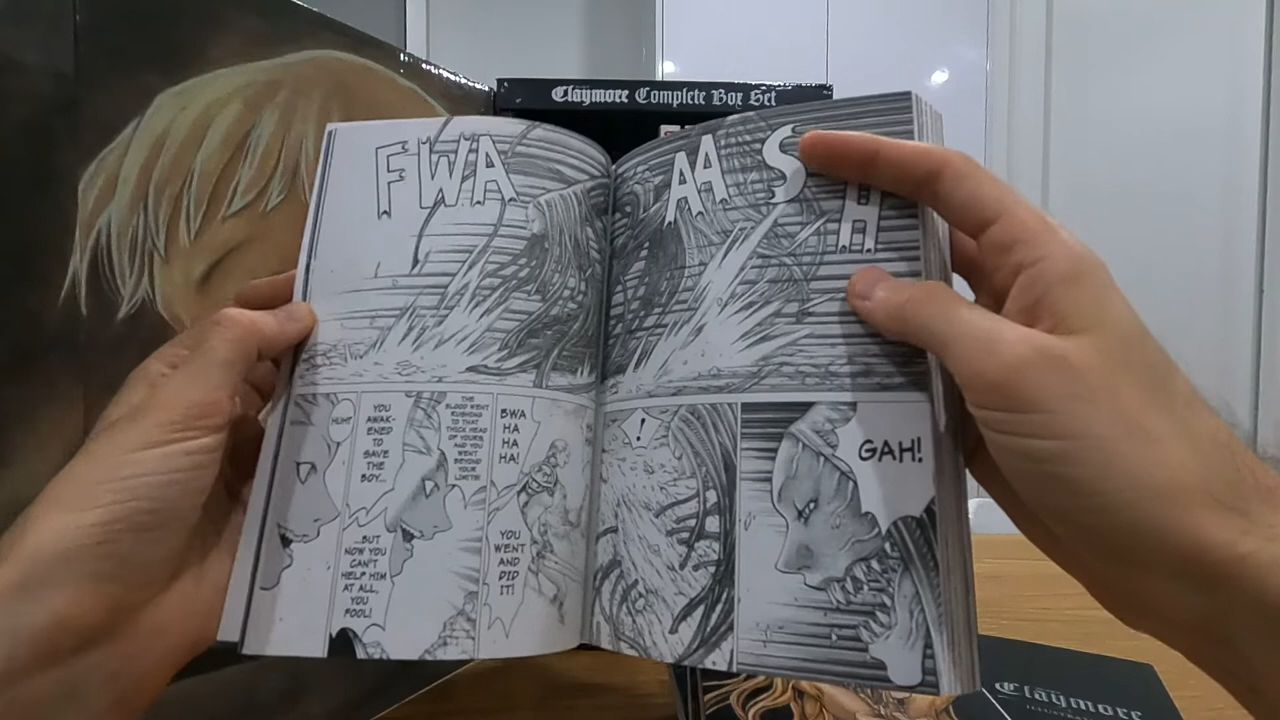 Claymore Complete Box Set
FWA
AA
S
H
GAH!
!
BWA
HA
HA
HA!
YOU
WENT
AND
DID
IT!
THE
BLOOD WENT
RUSHING
TO THAT
THICK HEAD
OF YOURS,
AND YOU
WENT
BEYOND
YOUR
LIMITS!
YOU
AWAK-
ENED
TO
SAVE
THE
BOY...
...BUT
NOW YOU
CAN'T
HELP HIM
AT ALL,
YOU
FOOL!
HUH?
Claymore